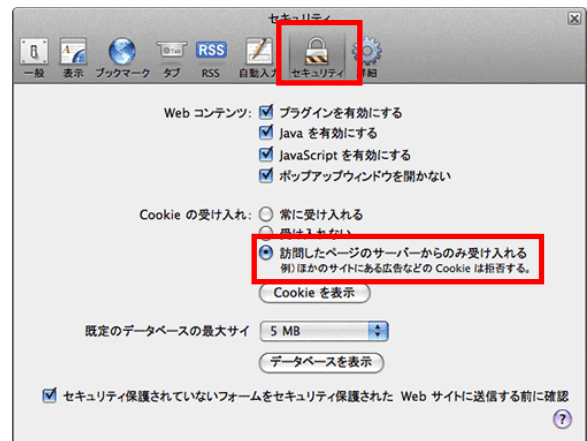 セキュリティ
一般 表示 ブックマーク タブ RSS 自動入力 セキュリティ 詳細
RSS
Web コンテンツ: プラグインを有効にする
Java を有効にする
JavaScript を有効にする
ポップアップウィンドウを開かない
Cookie の受け入れ: 常に受け入れる
受け入れない
訪問したページのサーバーからのみ受け入れる
例) ほかのサイトにある広告などの Cookie は拒否する。
Cookie を表示
既定のデータベースの最大サイ 5 MB
データベースを表示
セキュリティ保護されていないフォームをセキュリティ保護された Web サイトに送信する前に確認
?